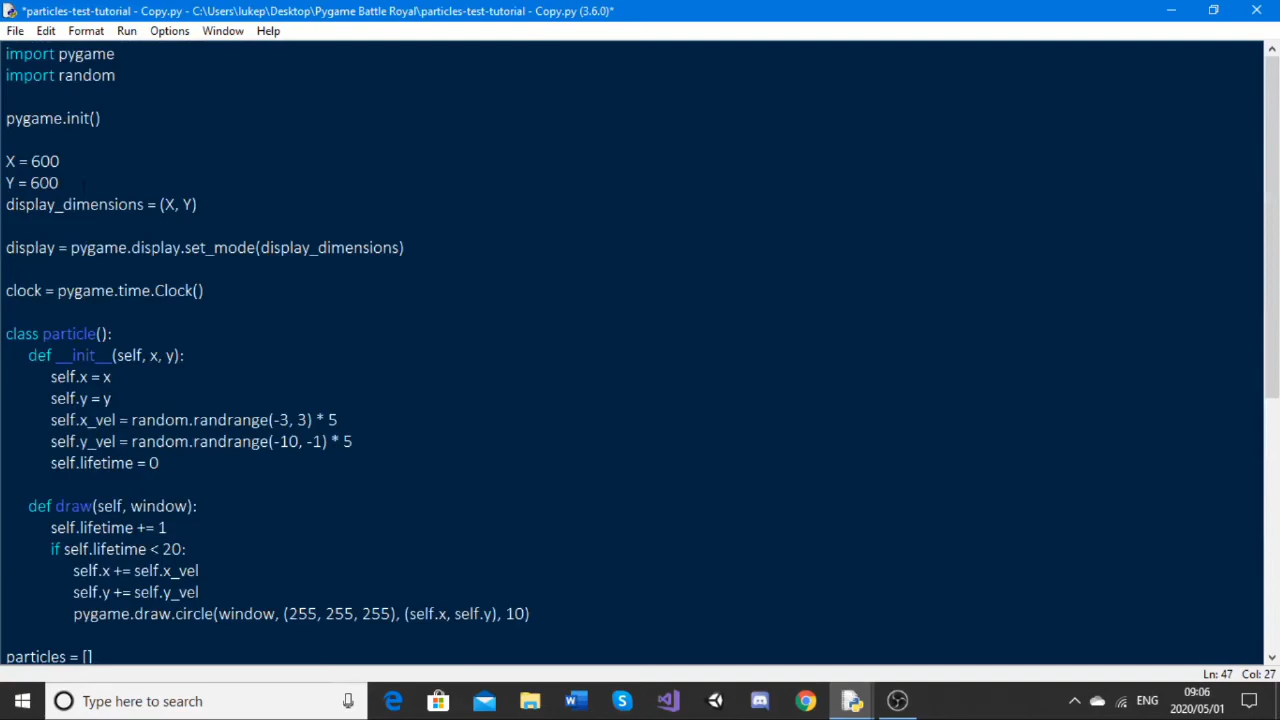 *particles-test-tutorial - Copy.py - C:\Users\lukep\Desktop\Pygame Battle Royal\particles-test-tutorial - Copy.py (3.6.0)*
File Edit Format Run Options Window Help
import pygame
import random
pygame.init()
X = 600
Y = 600
display_dimensions = (X, Y)
display = pygame.display.set_mode(display_dimensions)
clock = pygame.time.Clock()
class particle():
def __init__(self, x, y):
self.x = x
self.y = y
self.x_vel = random.randrange(-3, 3) * 5
self.y_vel = random.randrange(-10, -1) * 5
self.lifetime = 0
def draw(self, window):
self.lifetime += 1
if self.lifetime < 20:
self.x += self.x_vel
self.y += self.y_vel
pygame.draw.circle(window, (255, 255, 255), (self.x, self.y), 10)
particles = []
Ln: 47 Col: 27
Type here to search
ENG
09:06
2020/05/01